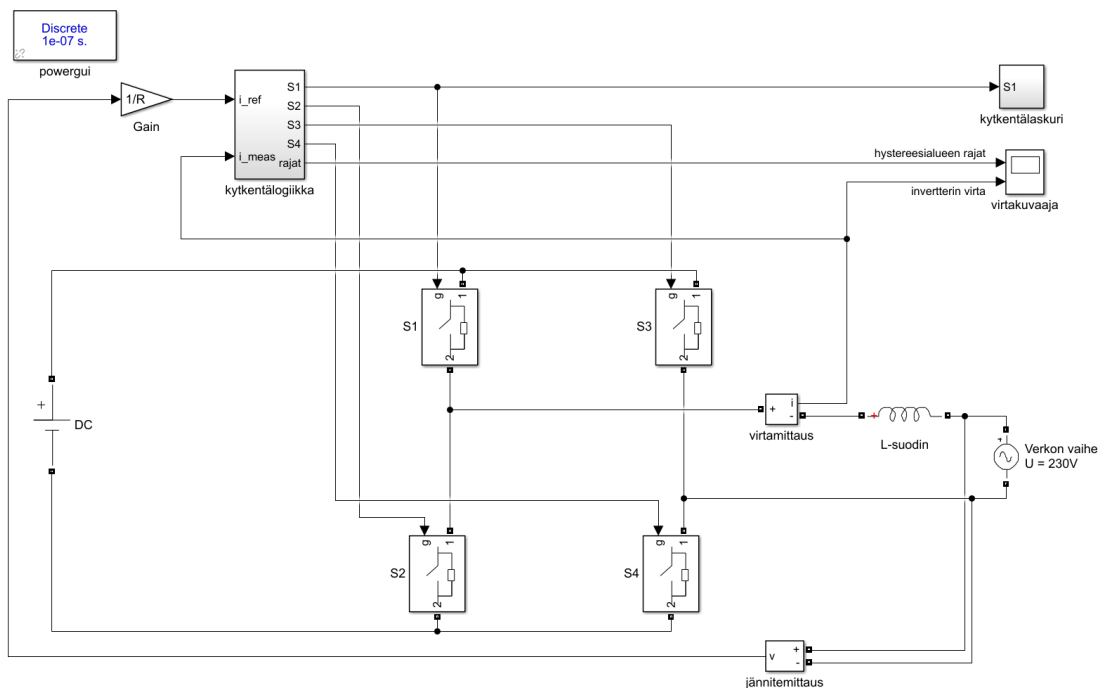 Discrete
1e-07 s.
powergui
1/R
Gain
i_ref
i_meas
S1
S2
S3
S4
rajat
kytkentälogiikka
S1
kytkentälaskuri
hystereesialueen rajat
invertterin virta
virtakuvaaja
g
1
2
S1
g
1
2
S3
+
DC
+
i
-
virtamittaus
+
L-suodin
+
Verkon vaihe
U = 230V
g
1
2
S2
g
1
2
S4
v
+
-
jännitemittaus